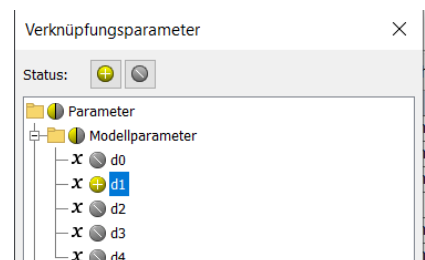 Verknüpfungsparameter
Status:
Parameter
Modellparameter
x d0
x d1
x d2
x d3
x d4